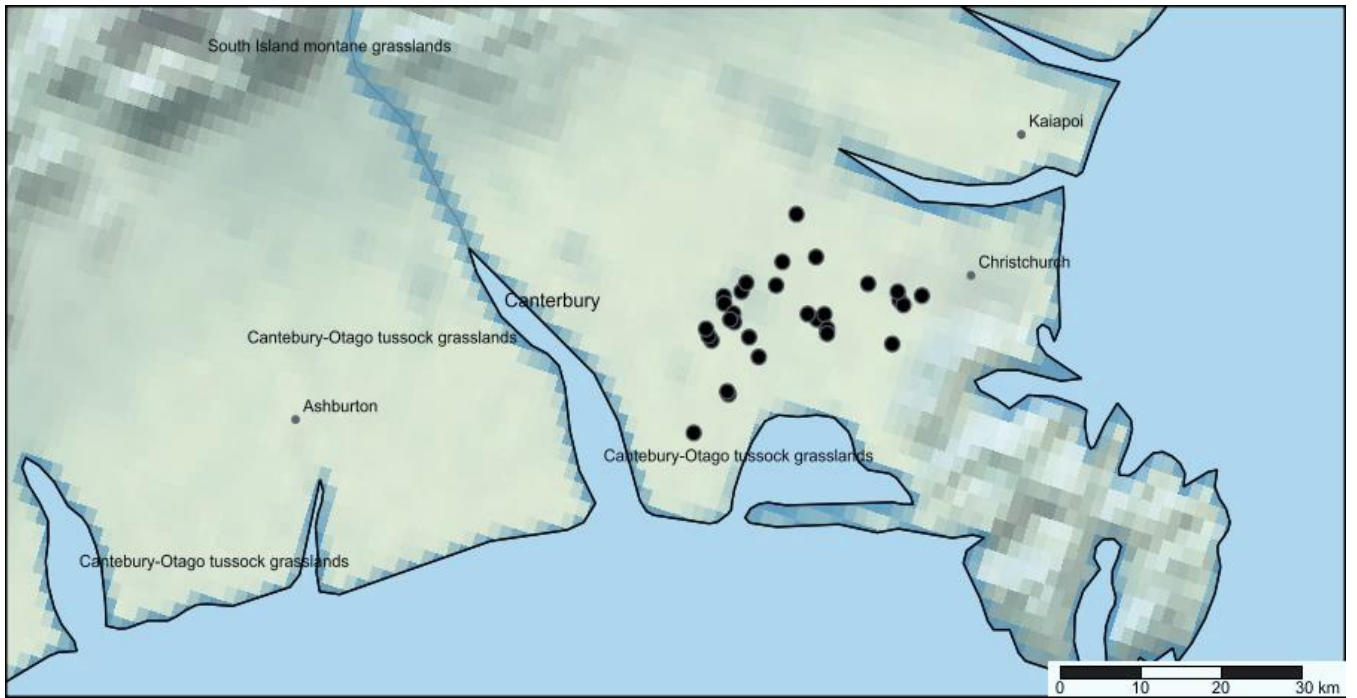 South Island montane grasslands
Kaiapoi
Christchurch
Canterbury
Cantebury-Otago tussock grasslands
Ashburton
Cantebury-Otago tussock grasslands
Cantebury-Otago tussock grasslands
0 10 20 30 km